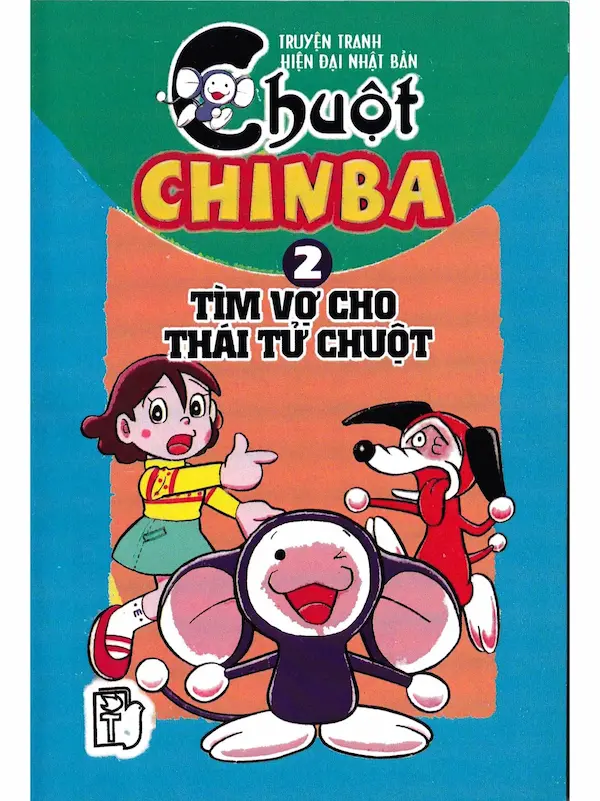 TRUYỆN TRANH
HIỆN ĐẠI NHẬT BẢN
Chuột
CHINBA
2
TÌM VỢ CHO
THÁI TỬ CHUỘT
T